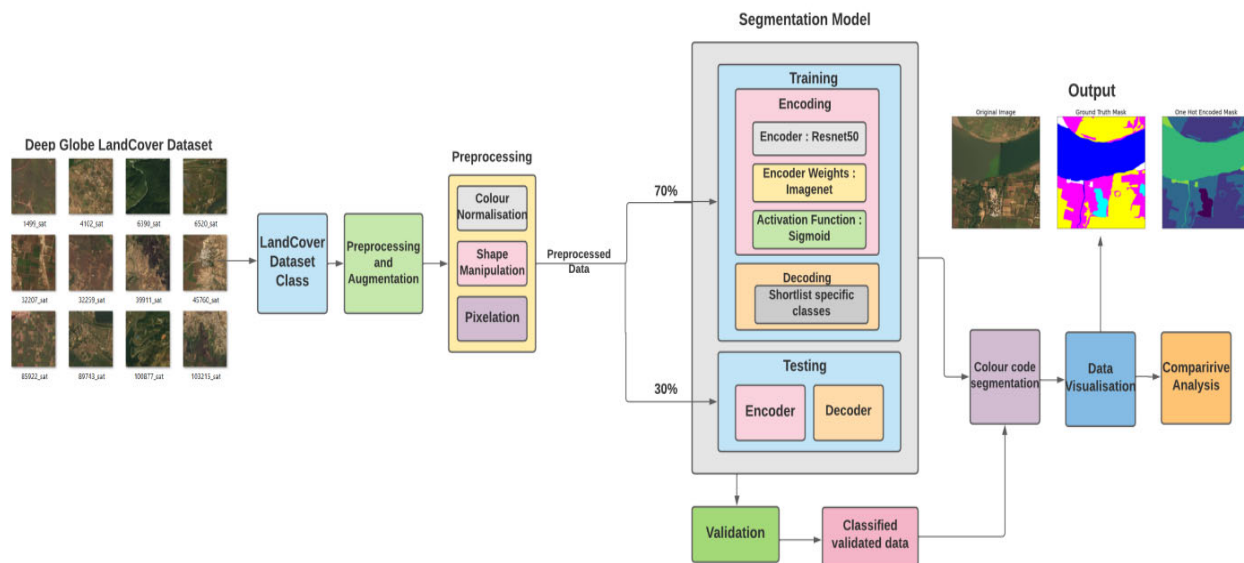 Segmentation Model
Deep Globe LandCover Dataset
1499_sat
4102_sat
6398_sat
6520_sat
32207_sat
32259_sat
39911_sat
45760_sat
85922_sat
89743_sat
100877_sat
103215_sat
LandCover
Dataset
Class
Preprocessing
and
Augmentation
Preprocessing
Colour
Normalisation
Shape
Manipulation
Pixelation
Preprocessed
Data
70%
30%
Training
Encoding
Encoder : Resnet50
Encoder Weights :
Imagenet
Activation Function :
Sigmoid
Decoding
Shortlist specific
classes
Testing
Encoder
Decoder
Validation
Classified
validated data
Colour code
segmentation
Data
Visualisation
Comparirive
Analysis
Output
Original Image
Ground Truth Mask
One Hot Encoded Mask